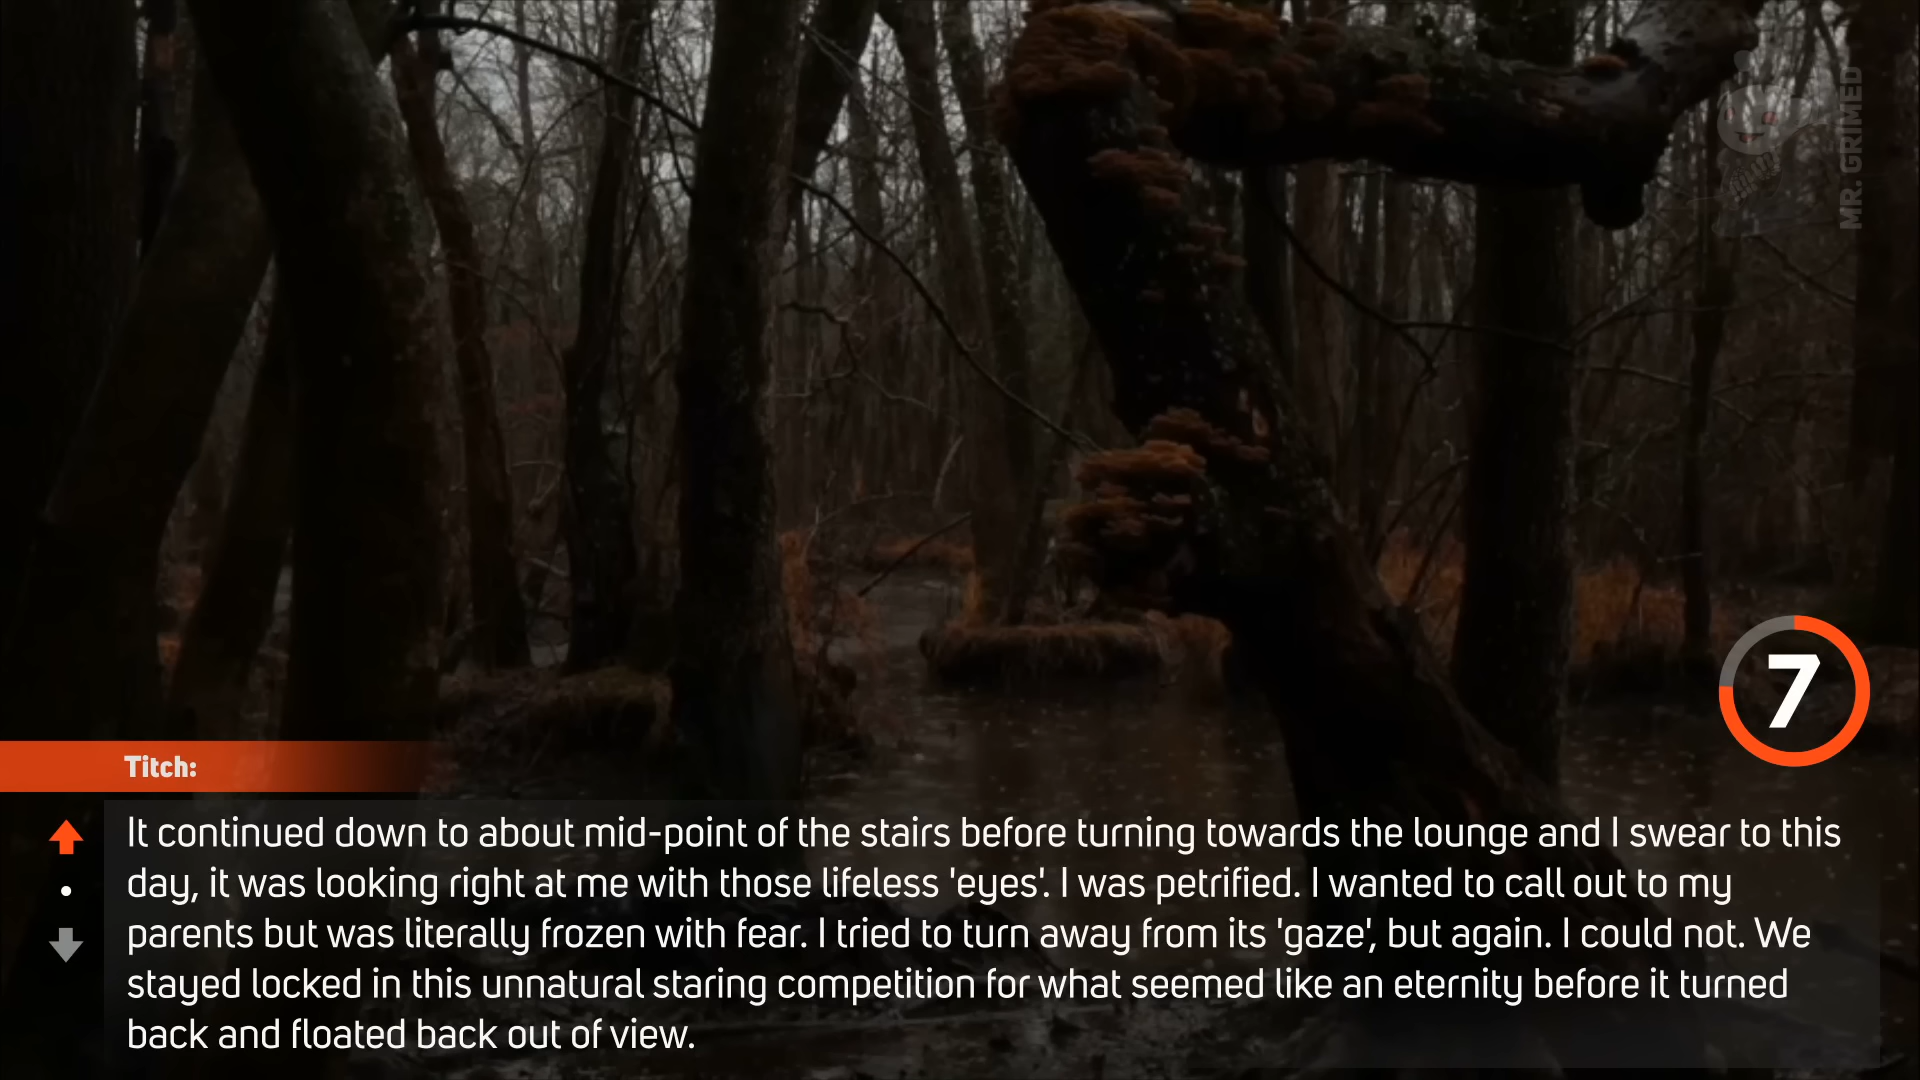 MR. GRIMED
7
Titch:
It continued down to about mid-point of the stairs before turning towards the lounge and I swear to this
day, it was looking right at me with those lifeless 'eyes'. I was petrified. I wanted to call out to my
parents but was literally frozen with fear. I tried to turn away from its 'gaze', but again. I could not. We
stayed locked in this unnatural staring competition for what seemed like an eternity before it turned
back and floated back out of view.